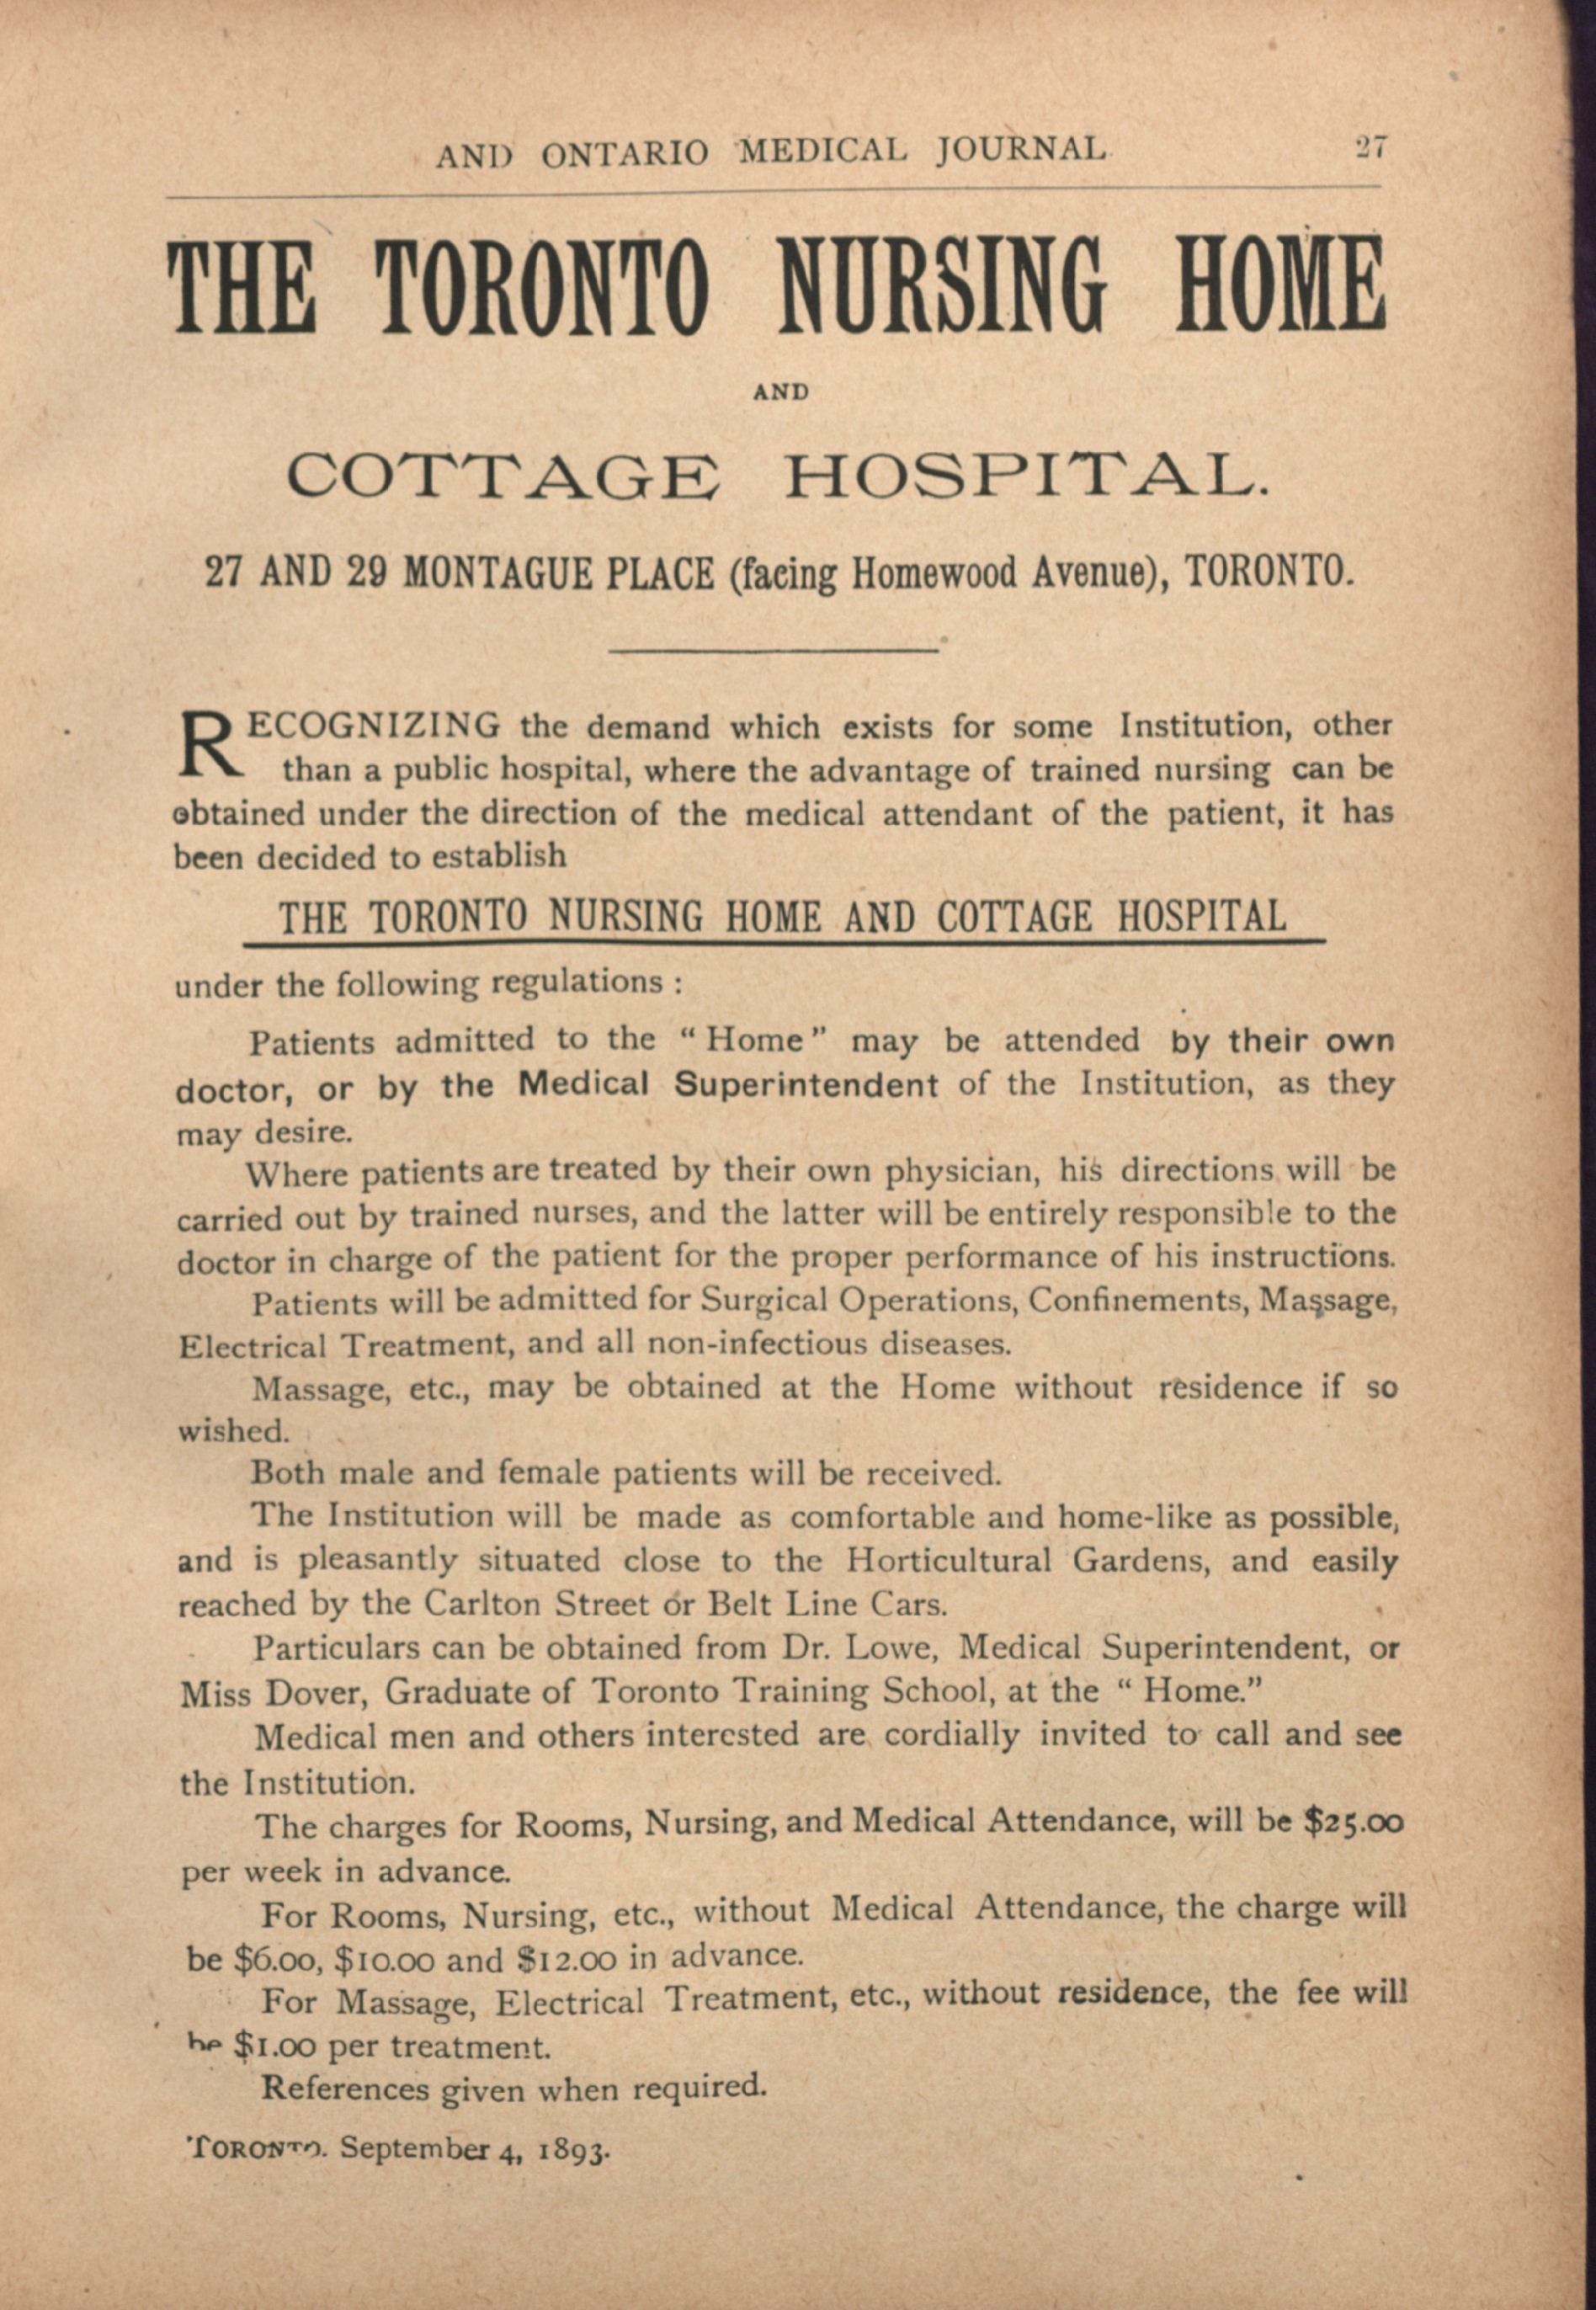 AND ONTARIO MEDICAL JOURNAL 27
THE TORONTO NURSING HOME
AND
COTTAGE HOSPITAL.
27 AND 29 MONTAGUE PLACE (facing Homewood Avenue), TORONTO.
RECOGNIZING the demand which exists for some Institution, other
than a public hospital, where the advantage of trained nursing can be
obtained under the direction of the medical attendant of the patient, it has
been decided to establish
THE TORONTO NURSING HOME AND COTTAGE HOSPITAL
under the following regulations :
Patients admitted to the “ Home ” may be attended by their own
doctor, or by the Medical Superintendent of the Institution, as they
may desire.
Where patients are treated by their own physician, his directions will be
carried out by trained nurses, and the latter will be entirely responsible to the
doctor in charge of the patient for the proper performance of his instructions.
Patients will be admitted for Surgical Operations, Confinements, Massage,
Electrical Treatment, and all non-infectious diseases.
Massage, etc., may be obtained at the Home without residence if so
wished.
Both male and female patients will be received.
The Institution will be made as comfortable and home-like as possible,
and is pleasantly situated close to the Horticultural Gardens, and easily
reached by the Carlton Street or Belt Line Cars.
Particulars can be obtained from Dr. Lowe, Medical Superintendent, or
Miss Dover, Graduate of Toronto Training School, at the “ Home.”
Medical men and others interested are cordially invited to call and see
the Institution.
The charges for Rooms, Nursing, and Medical Attendance, will be $25.00
per week in advance.
For Rooms, Nursing, etc., without Medical Attendance, the charge will
be $6.00, $10.00 and $12.00 in advance.
For Massage, Electrical Treatment, etc., without residence, the fee will
be $1.00 per treatment.
References given when required.
TORONTO. September 4, 1893.